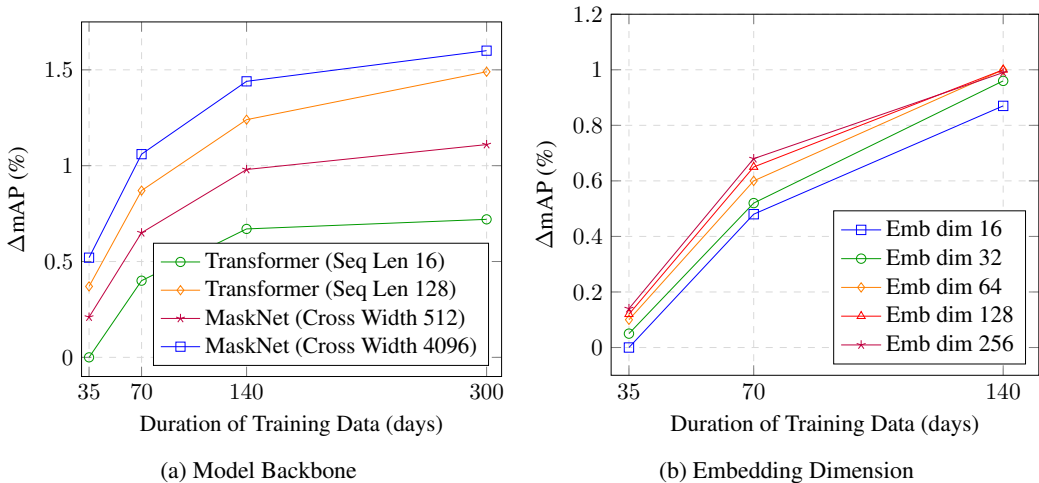 1.5
1
0.5
0
ΔmAP (%)
Transformer (Seq Len 16)
Transformer (Seq Len 128)
MaskNet (Cross Width 512)
MaskNet (Cross Width 4096)
35 70 140 300
Duration of Training Data (days)
(a) Model Backbone
1.2
1
0.8
0.6
0.4
0.2
0
ΔmAP (%)
Emb dim 16
Emb dim 32
Emb dim 64
Emb dim 128
Emb dim 256
35 70 140
Duration of Training Data (days)
(b) Embedding Dimension